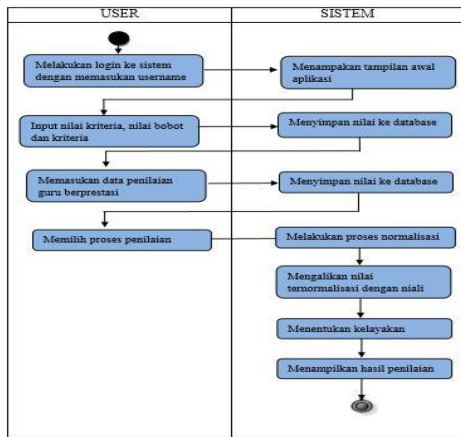 USER
SISTEM
Melakukan login ke sistem
dengan memasukan username
Menampakan tampilan awal
aplikasi
Input nilai kriteria, nilai bobot
dan kriteria
Menyimpan nilai ke database
Memasukan data penilaian
guru berprestasi
Menyimpan nilai ke database
Memilih proses penilaian
Melakukan proses normalisasi
Mengalikan nilai
ternormalisasi dengan niali
Menentukan kelayakan
Menampilkan hasil penilaian